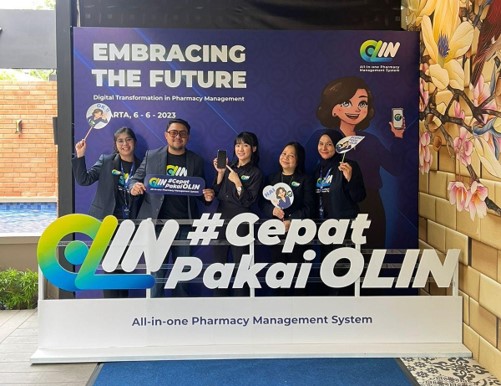 EMBRACING
THE FUTURE
Digital Transformation in Pharmacy Management
ARTA, 6 - 6 - 2023
OLIN
All-in-one Pharmacy
Management System
OLIN #Cepat
PakaiOLIN
OLIN #Cepat
Pakai OLIN
All-in-one Pharmacy Management System